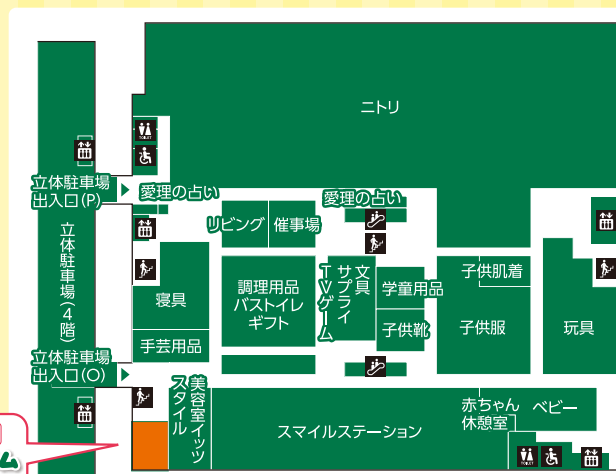 ニトリ
TOILET
立体駐車場
出入口(P)
愛理の占い
愛理の占い
リビング
催事場
立体駐車場(4階)
寝具
調理用品
バストイレ
ギフト
文具
サプライ
TVゲーム
学童用品
子供靴
子供肌着
子供服
玩具
手芸用品
立体駐車場
出入口(O)
美容室イッツ
スタイル
スマイルステーション
赤ちゃん
休憩室
ベビー
ム
TOILET